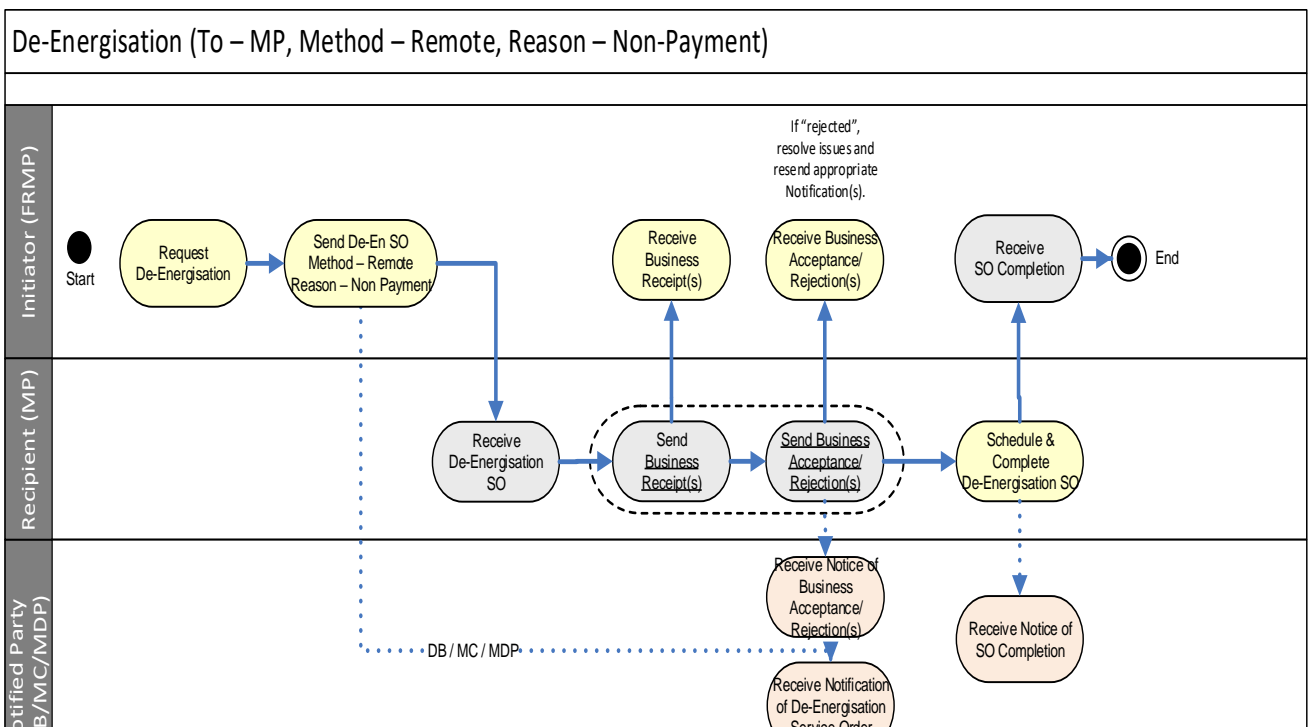 De-Energisation (To – MP, Method – Remote, Reason – Non-Payment)
Initiator (FRMP)
Start
Request
De-Energisation
Send De-En SO
Method – Remote
Reason – Non Payment
Receive
Business
Receipt(s)
If “rejected”,
resolve issues and
resend appropriate
Notification(s).
Receive Business
Acceptance/
Rejection(s)
Receive
SO Completion
End
Recipient (MP)
Receive
De-Energisation
SO
Send
Business
Receipt(s)
Send Business
Acceptance/
Rejection(s)
Schedule &
Complete
De-Energisation SO
Party
DB / MC / MDP
Receive Notice of
Business
Acceptance/
Rejection(s)
Receive Notification
of De-Energisation
Service Order
Receive Notice of
SO Completion